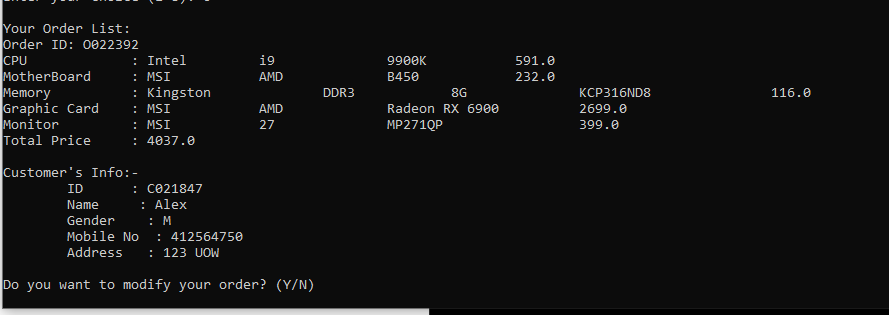 Your Order List:
Order ID: O022392
CPU : Intel i9 9900K 591.0
MotherBoard : MSI AMD B450 232.0
Memory : Kingston DDR3 8G KCP316ND8 116.0
Graphic Card : MSI AMD Radeon RX 6900 2699.0
Monitor : MSI 27 MP271QP 399.0
Total Price : 4037.0
Customer's Info:-
ID : C021847
Name : Alex
Gender : M
Mobile No : 412564750
Address : 123 UOW
Do you want to modify your order? (Y/N)